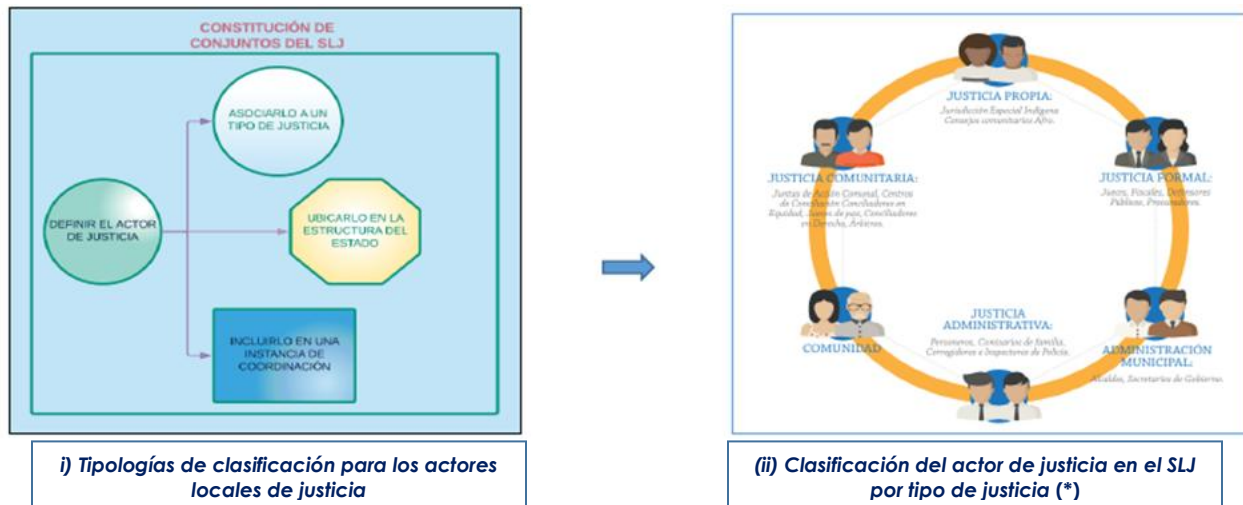 CONSTITUCIÓN DE
CONJUNTOS DEL SLJ
ASOCIARLO A UN
TIPO DE JUSTICIA
DEFINIR EL ACTOR
DE JUSTICIA
UBICARLO EN LA
ESTRUCTURA DEL
ESTADO
INCLUIRLO EN UNA
INSTANCIA DE
COORDINACIÓN
i) Tipologías de clasificación para los actores
locales de justicia
JUSTICIA PROPIA:
Jurisdicción Especial Indígena
Consejos comunitarios Afro.
JUSTICIA COMUNITARIA:
Juntas de Acción Comunal, Centros
de Conciliación Conciliadores en
Equidad, Jueces de paz, Conciliadores
en Derecho, Árbitros.
JUSTICIA FORMAL:
Jueces, Fiscales, Defensores
Públicos, Procuradores.
COMUNIDAD
JUSTICIA
ADMINISTRATIVA:
Personeros, Comisarios de Familia,
Corregidores e Inspectores de Policía.
ADMINISTRACIÓN
MUNICIPAL:
Alcaldes, Secretarios de Gobierno.
(ii) Clasificación del actor de justicia en el SLJ
por tipo de justicia (*)